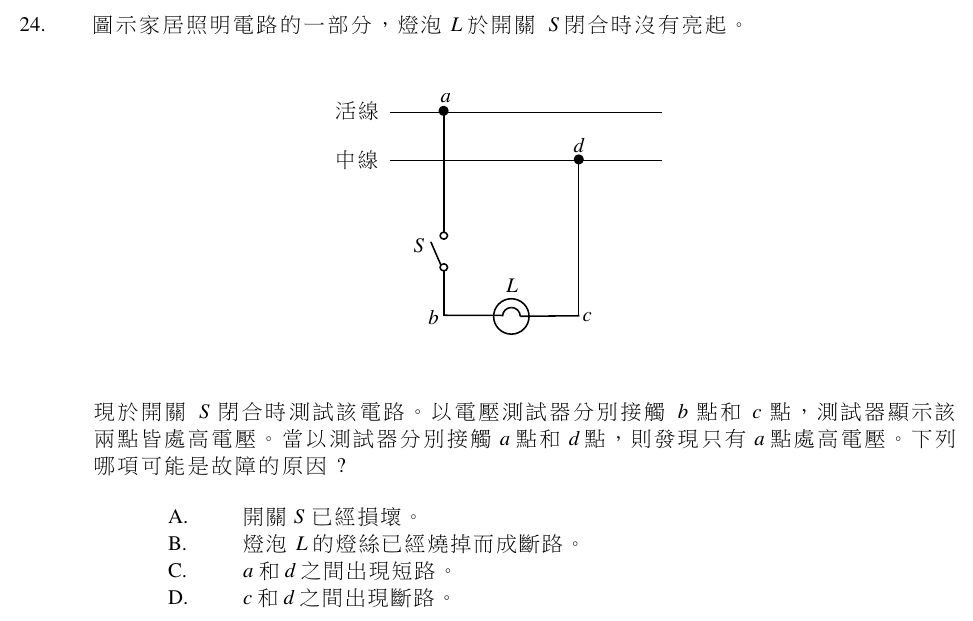 24. 圖示家居照明電路的一部分，燈泡 L 於開關 S 閉合時沒有亮起。
a
活線
d
中線
S
L
b
c
現於開關 S 閉合時測試該電路。以電壓測試器分別接觸 b 點和 c 點，測試器顯示該
兩點皆處高電壓。當以測試器分別接觸 a 點和 d 點，則發現只有 a 點處高電壓。下列
哪項可能是故障的原因？
A. 開關 S 已經損壞。
B. 燈泡 L 的燈絲已經燒掉而成斷路。
C. a 和 d 之間出現短路。
D. c 和 d 之間出現斷路。